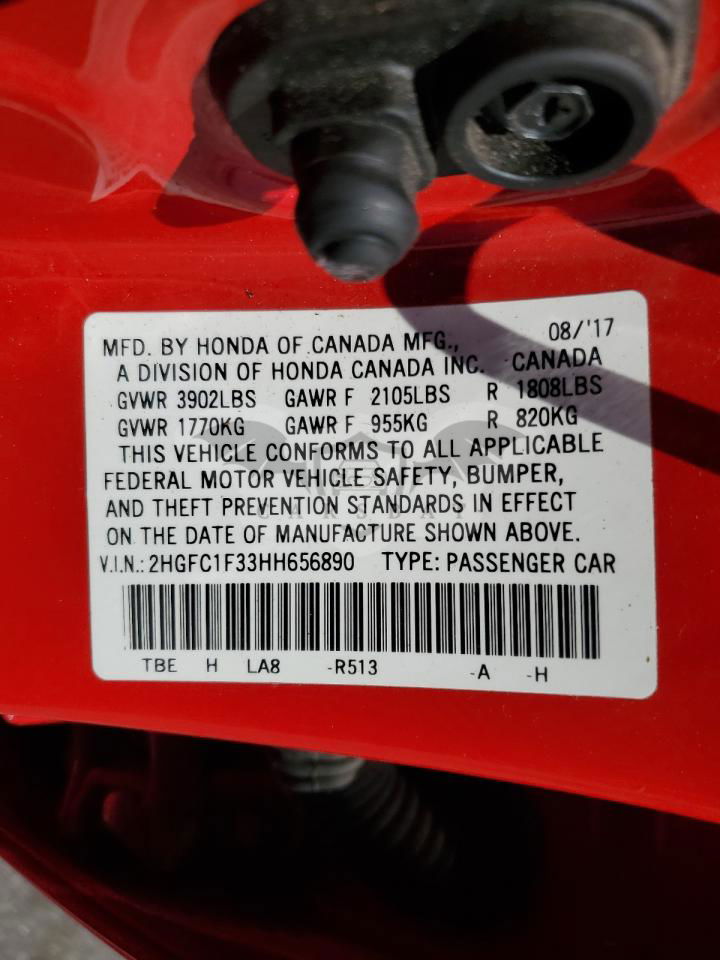 MFD. BY HONDA OF CANADA MFG., 08/'17
A DIVISION OF HONDA CANADA INC. CANADA
GVWR 3902LBS GAWR F 2105LBS R 1808LBS
GVWR 1770KG GAWR F 955KG R 820KG
THIS VEHICLE CONFORMS TO ALL APPLICABLE
FEDERAL MOTOR VEHICLE SAFETY, BUMPER,
AND THEFT PREVENTION STANDARDS IN EFFECT
ON THE DATE OF MANUFACTURE SHOWN ABOVE.
V.I.N.: 2HGFC1F33HH656890 TYPE: PASSENGER CAR
TBE H LA8 -R513 -A -H